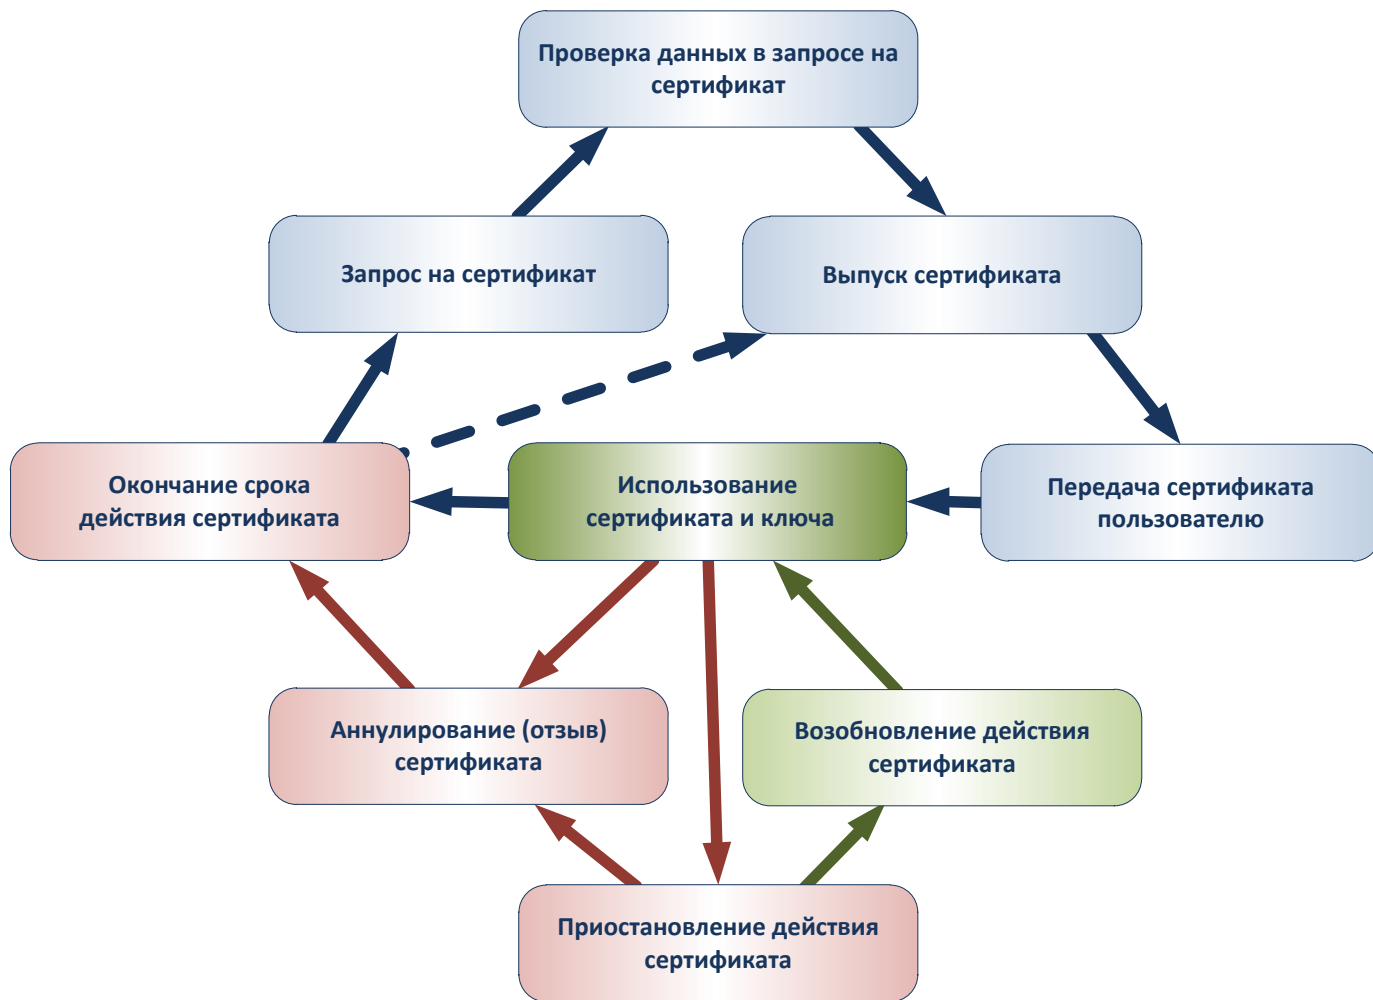 Проверка данных в запросе на
сертификат
Запрос на сертификат
Выпуск сертификата
Окончание срока
действия сертификата
Использование
сертификата и ключа
Передача сертификата
пользователю
Аннулирование (отзыв)
сертификата
Возобновление действия
сертификата
Приостановление действия
сертификата